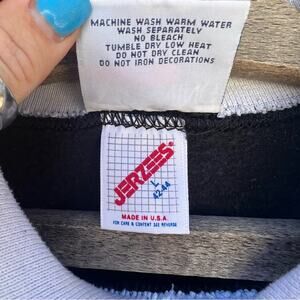 MACHINE WASH WARM WATER
WASH SEPARATELY
NO BLEACH
TUMBLE DRY LOW HEAT
DO NOT DRY CLEAN
DO NOT IRON DECORATIONS
JERZEES
L
42-44
MADE IN U.S.A.
FOR CARE & CONTENT SEE REVERSE